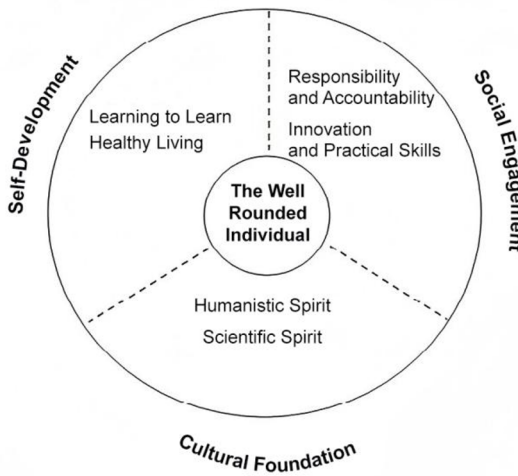 Self-Development
Learning to Learn
Healthy Living
Responsibility
and Accountability
Innovation
and Practical Skills
Social Engagement
The Well
Rounded
Individual
Humanistic Spirit
Scientific Spirit
Cultural Foundation